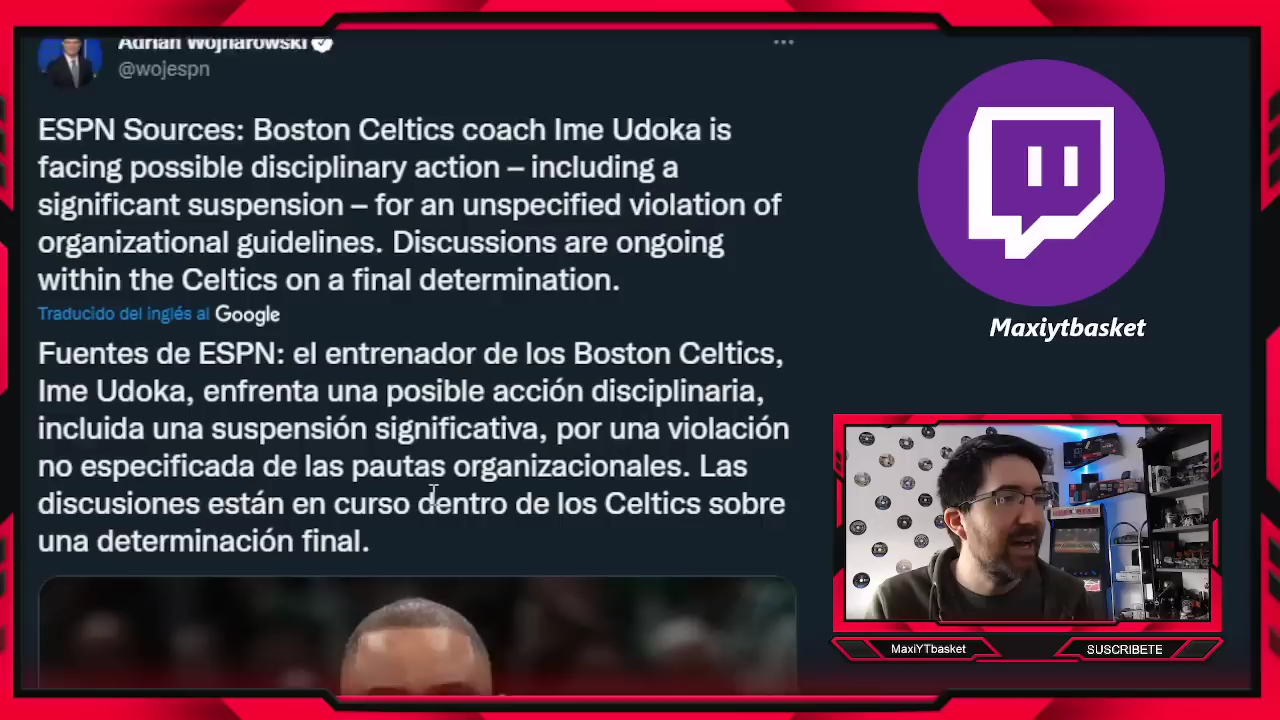 Adrian Wojnarowski
@wojespn
ESPN Sources: Boston Celtics coach Ime Udoka is
facing possible disciplinary action – including a
significant suspension – for an unspecified violation of
organizational guidelines. Discussions are ongoing
within the Celtics on a final determination.
Traducido del inglés al Google
Fuentes de ESPN: el entrenador de los Boston Celtics,
Ime Udoka, enfrenta una posible acción disciplinaria,
incluida una suspensión significativa, por una violación
no especificada de las pautas organizacionales. Las
discusiones están en curso dentro de los Celtics sobre
una determinación final.
Maxiytbasket
MaxiYTbasket
SUSCRIBETE